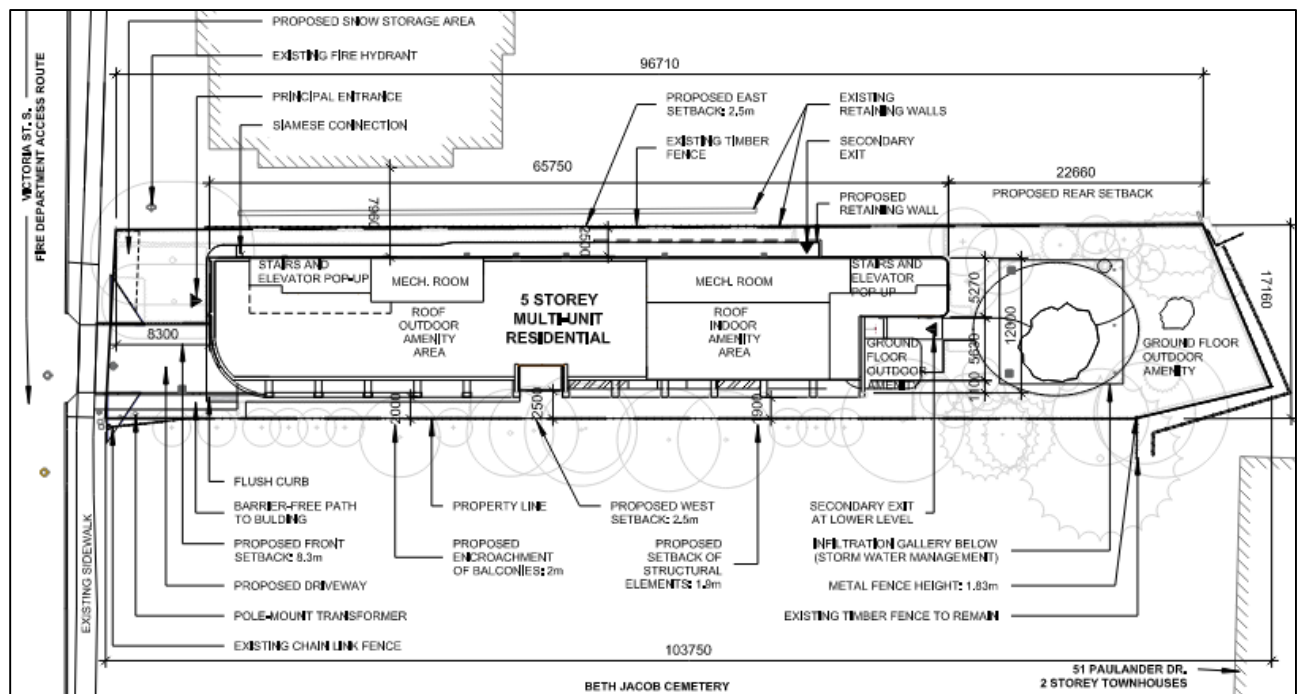 PROPOSED SNOW STORAGE AREA
EXISTING FIRE HYDRANT
PRINCIPAL ENTRANCE
SIAMESE CONNECTION
VICTORIA ST. S.
FIRE DEPARTMENT ACCESS ROUTE
96710
PROPOSED EAST
SETBACK: 2.5m
EXISTING TIMBER
FENCE
EXISTING
RETAINING WALLS
SECONDARY
EXIT
65750
22660
PROPOSED REAR SETBACK
PROPOSED
RETAINING WALL
7960
2500
STAIRS AND
ELEVATOR POP-UP
MECH. ROOM
5 STOREY
MULTI-UNIT
RESIDENTIAL
MECH. ROOM
STAIRS AND
ELEVATOR
POP-UP
ROOF
OUTDOOR
AMENITY
AREA
ROOF
INDOOR
AMENITY
AREA
GROUND
FLOOR
OUTDOOR
AMENITY
5270
5630
1100
12000
17160
GROUND FLOOR
OUTDOOR
AMENITY
8300
2000
2500
1900
FLUSH CURB
BARRIER-FREE PATH
TO BULDING
PROPOSED FRONT
SETBACK: 8.3m
PROPOSED DRIVEWAY
POLE-MOUNT TRANSFORMER
EXISTING CHAIN LINK FENCE
EXISTING SIDEWALK
PROPERTY LINE
PROPOSED
ENCROACHMENT
OF BALCONIES: 2m
PROPOSED WEST
SETBACK: 2.5m
PROPOSED
SETBACK OF
STRUCTURAL
ELEMENTS: 1.9m
SECONDARY EXIT
AT LOWER LEVEL
INFILTRATION GALLERY BELOW
(STORM WATER MANAGEMENT)
METAL FENCE HEIGHT: 1.83m
EXISTING TIMBER FENCE TO REMAIN
103750
BETH JACOB CEMETERY
51 PAULANDER DR.
2 STOREY TOWNHOUSES